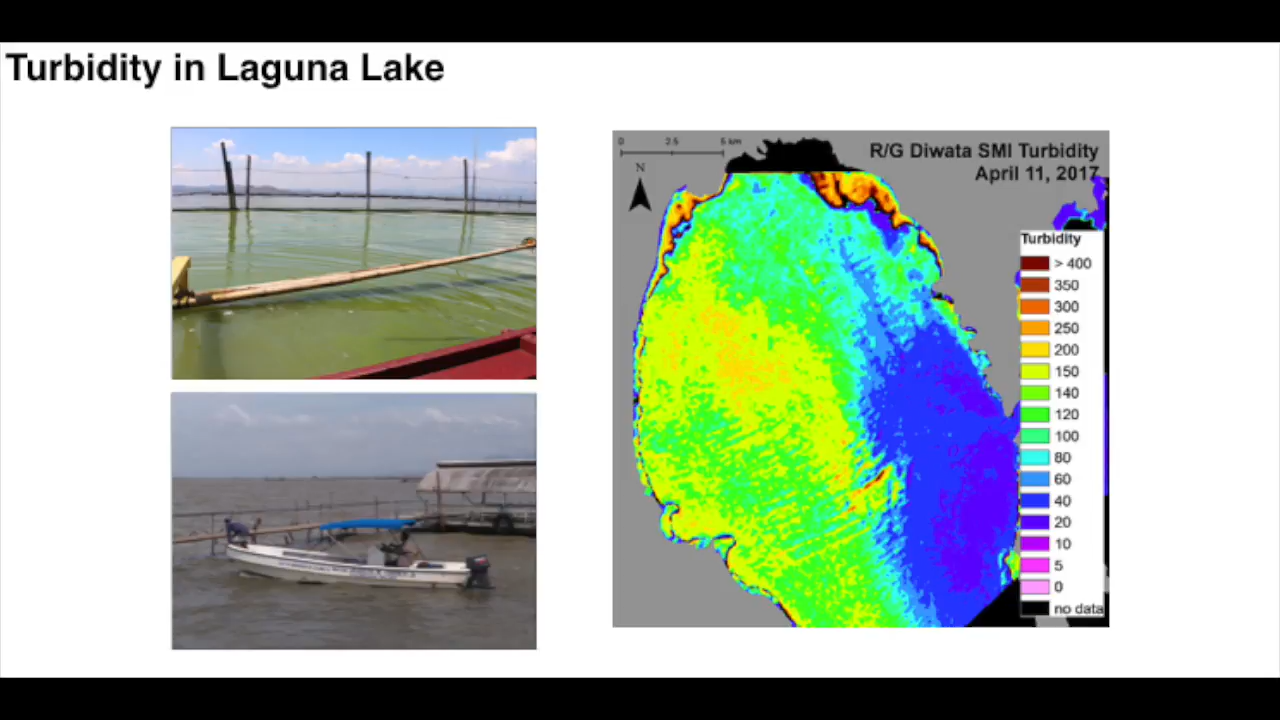 Turbidity in Laguna Lake
0 2.5 5 km
N
R/G Diwata SMI Turbidity
April 11, 2017
Turbidity
> 400
350
300
250
200
150
140
120
100
80
60
40
20
10
5
0
no data